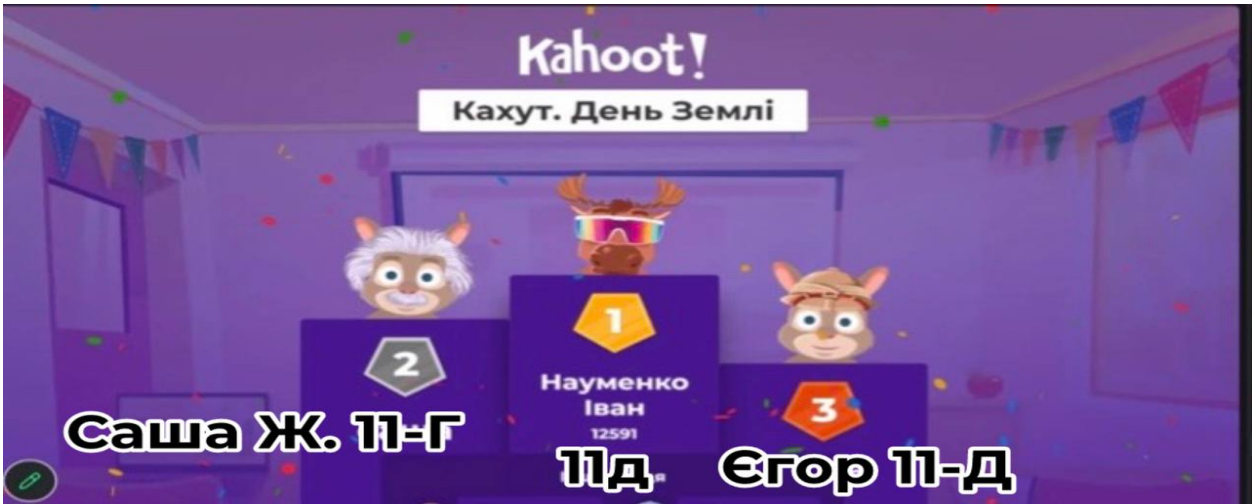 Kahoot!
Кахут. День Землі
1
2
Науменко
Іван
12591
3
Саша Ж. 11-Г
11д
Єгор 11-Д